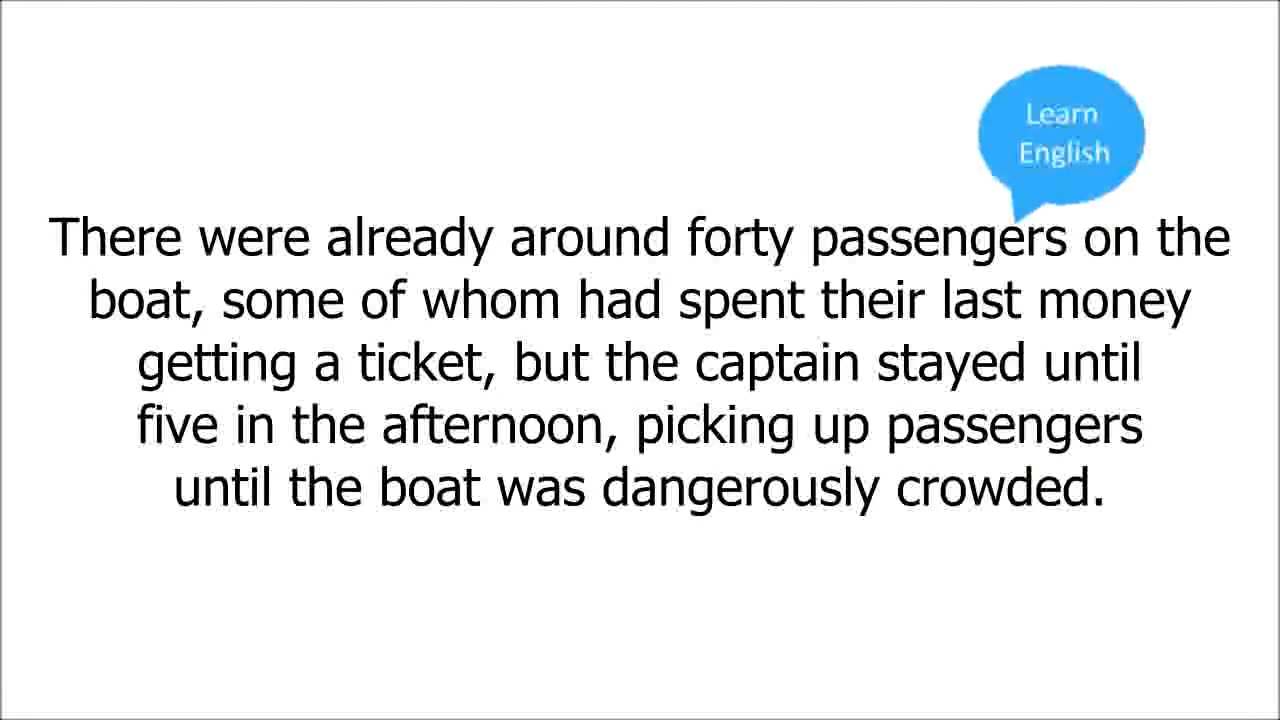 Learn
English
There were already around forty passengers on the
boat, some of whom had spent their last money
getting a ticket, but the captain stayed until
five in the afternoon, picking up passengers
until the boat was dangerously crowded.